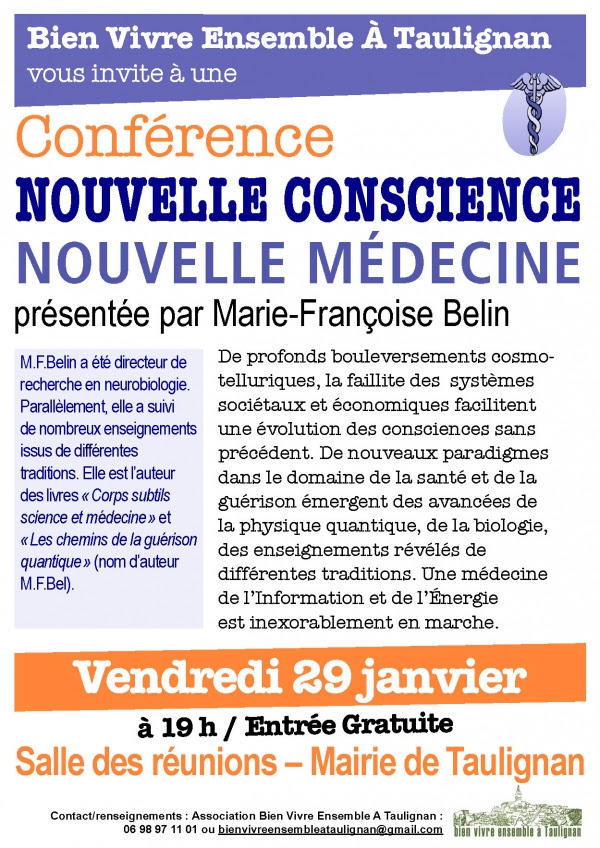 Bien Vivre Ensemble À Taulignan
vous invite à une
Conférence
NOUVELLE CONSCIENCE
NOUVELLE MÉDECINE
présentée par Marie-Françoise Belin
M.F.Belin a été directeur de
recherche en neurobiologie.
Parallèlement, elle a suivi
de nombreux enseignements
issus de différentes
traditions. Elle est l'auteur
des livres « Corps subtils
science et médecine » et
« Les chemins de la guérison
quantique » (nom d'auteur
M.F.Bel).
De profonds bouleversements cosmo-
telluriques, la faillite des systèmes
sociétaux et économiques facilitent
une évolution des consciences sans
précédent. De nouveaux paradigmes
dans le domaine de la santé et de la
guérison émergent des avancées de
la physique quantique, de la biologie,
des enseignements révélés de
différentes traditions. Une médecine
de l'Information et de l'Énergie
est inexorablement en marche.
Vendredi 29 janvier
à 19 h / Entrée Gratuite
Salle des réunions – Mairie de Taulignan
Contact/renseignements : Association Bien Vivre Ensemble A Taulignan :
06 98 97 11 01 ou bienvivreensembleataulignan@gmail.com
bien vivre ensemble à Taulignan